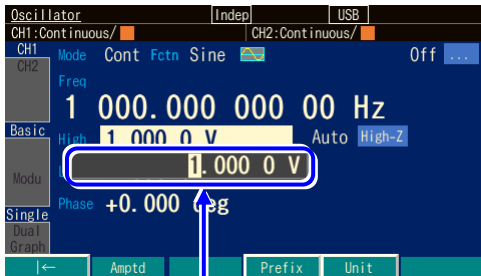 Oscillator Indep USB
CH1:Continuous/ CH2:Continuous/
CH1 Mode Cont Fctn Sine Off ...
CH2
Freq
1 000.000 000 00 Hz
Basic High 1 000 0 V Auto High-Z
1.000 0 V
Modu
Phase +0.000 deg
Single
Dual
Graph
|← Amptd Prefix Unit